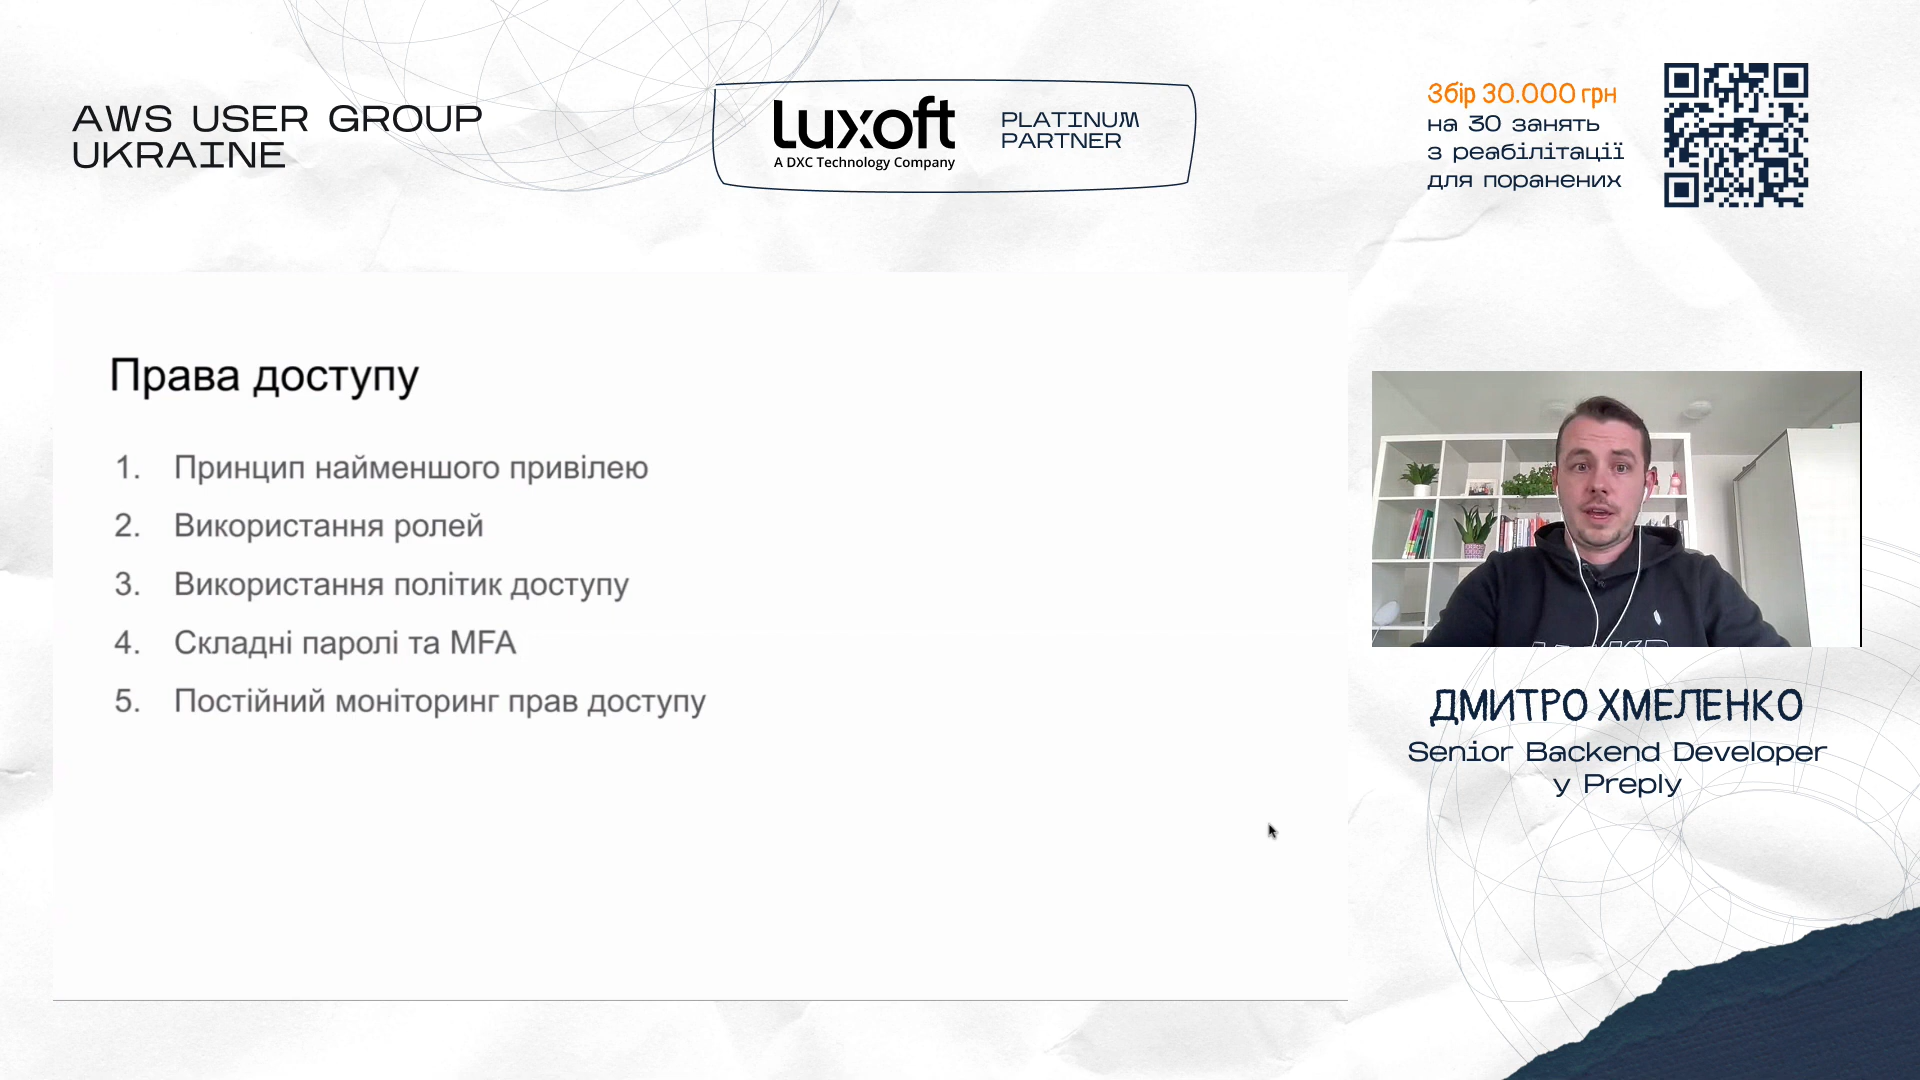 AWS USER GROUP
UKRAINE
Luxoft
A DXC Technology Company
PLATINUM
PARTNER
Збір 30.000 грн
на 30 занять
з реабілітації
для поранених
Права доступу
1. Принцип найменшого привілею
2. Використання ролей
3. Використання політик доступу
4. Складні паролі та MFA
5. Постійний моніторинг прав доступу
ДМИТРО ХМЕЛЕНКО
Senior Backend Developer
у Preply